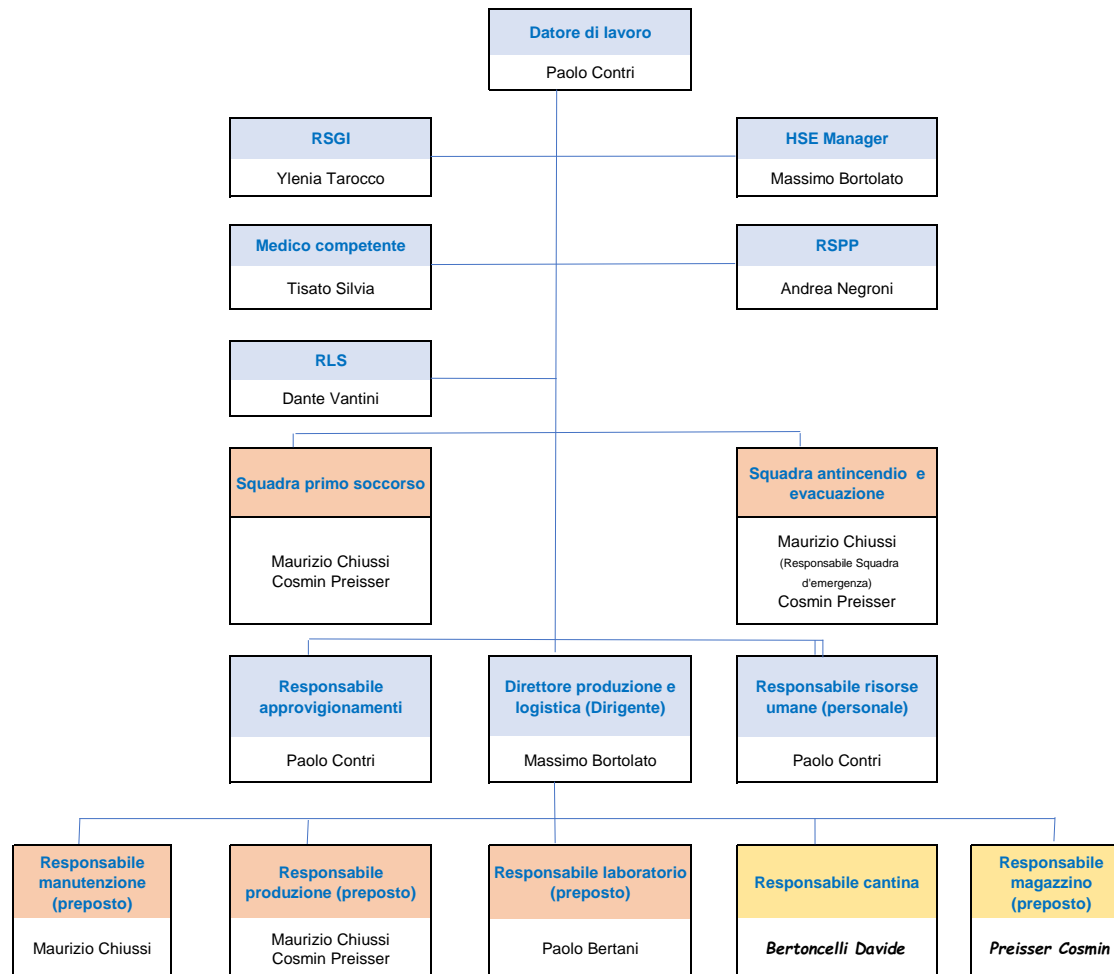 Datore di lavoro
Paolo Contri
RSGI
Ylenia Tarocco
HSE Manager
Massimo Bortolato
Medico competente
Tisato Silvia
RSPP
Andrea Negroni
RLS
Dante Vantini
Squadra primo soccorso
Maurizio Chiussi
Cosmin Preisser
Squadra antincendio e
evacuazione
Maurizio Chiussi
(Responsabile Squadra
d'emergenza)
Cosmin Preisser
Responsabile
approvigionamenti
Paolo Contri
Direttore produzione e
logistica (Dirigente)
Massimo Bortolato
Responsabile risorse
umane (personale)
Paolo Contri
Responsabile
manutenzione
(preposto)
Maurizio Chiussi
Responsabile
produzione (preposto)
Maurizio Chiussi
Cosmin Preisser
Responsabile laboratorio
(preposto)
Paolo Bertani
Responsabile cantina
Bertoncelli Davide
Responsabile
magazzino
(preposto)
Preisser Cosmin